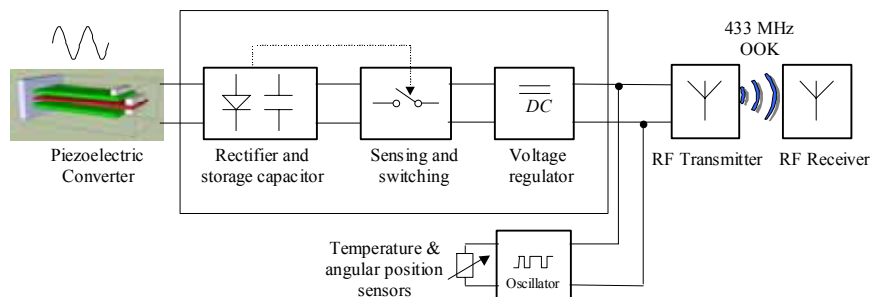 433 MHz
OOK
DC
Piezoelectric
Converter
Rectifier and
storage capacitor
Sensing and
switching
Voltage
regulator
RF Transmitter
RF Receiver
Temperature &
angular position
sensors
Oscillator